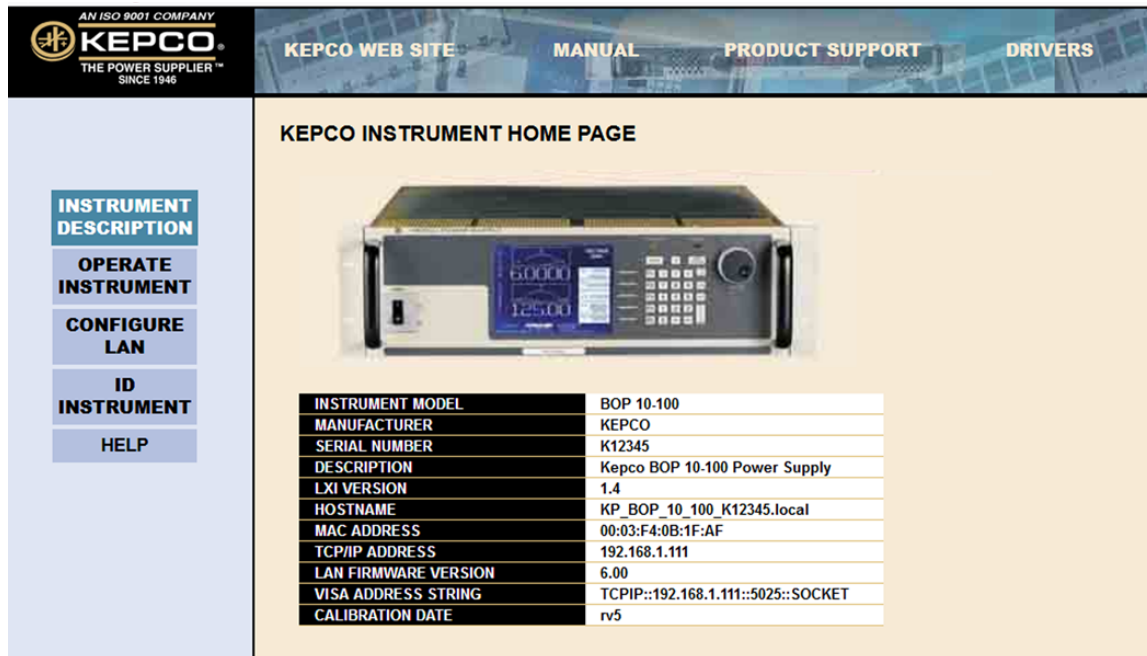 AN ISO 9001 COMPANY
KEPCO®
THE POWER SUPPLIER™
SINCE 1946
KEPCO WEB SITE MANUAL PRODUCT SUPPORT DRIVERS
KEPCO INSTRUMENT HOME PAGE
INSTRUMENT
DESCRIPTION
OPERATE
INSTRUMENT
CONFIGURE
LAN
ID
INSTRUMENT
HELP
6.0000
125.00
INSTRUMENT MODEL BOP 10-100
MANUFACTURER KEPCO
SERIAL NUMBER K12345
DESCRIPTION Kepco BOP 10-100 Power Supply
LXI VERSION 1.4
HOSTNAME KP_BOP_10_100_K12345.local
MAC ADDRESS 00:03:F4:0B:1F:AF
TCP/IP ADDRESS 192.168.1.111
LAN FIRMWARE VERSION 6.00
VISA ADDRESS STRING TCPIP::192.168.1.111::5025::SOCKET
CALIBRATION DATE rv5